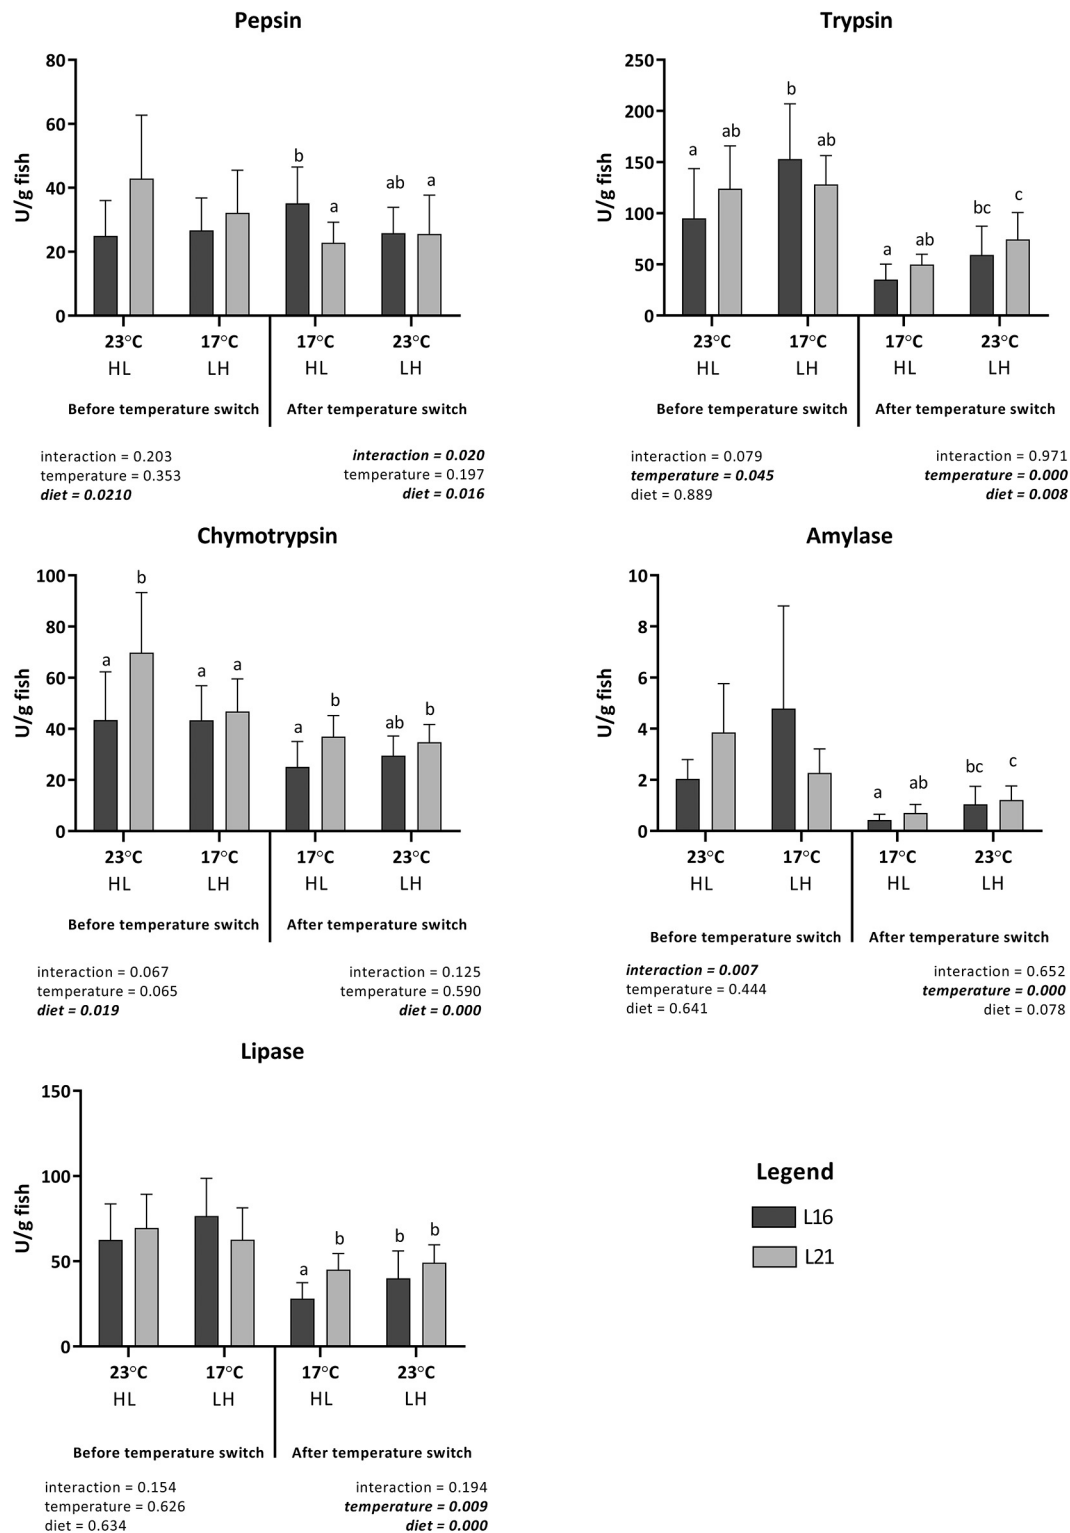 Pepsin
80
60
40
20
0
U/g fish
b
a
ab
a
23°C
17°C
17°C
23°C
HL
LH
HL
LH
Before temperature switch
After temperature switch
interaction = 0.203
temperature = 0.353
diet = 0.0210
interaction = 0.020
temperature = 0.197
diet = 0.016
Trypsin
250
200
150
100
50
0
U/g fish
a
ab
b
ab
a
ab
bc
c
23°C
17°C
17°C
23°C
HL
LH
HL
LH
Before temperature switch
After temperature switch
interaction = 0.079
temperature = 0.045
diet = 0.889
interaction = 0.971
temperature = 0.000
diet = 0.008
Chymotrypsin
100
80
60
40
20
0
U/g fish
a
b
a
a
a
b
ab
b
23°C
17°C
17°C
23°C
HL
LH
HL
LH
Before temperature switch
After temperature switch
interaction = 0.067
temperature = 0.065
diet = 0.019
interaction = 0.125
temperature = 0.590
diet = 0.000
Amylase
10
8
6
4
2
0
U/g fish
a
ab
bc
c
23°C
17°C
17°C
23°C
HL
LH
HL
LH
Before temperature switch
After temperature switch
interaction = 0.007
temperature = 0.444
diet = 0.641
interaction = 0.652
temperature = 0.000
diet = 0.078
Lipase
150
100
50
0
U/g fish
a
b
b
b
23°C
17°C
17°C
23°C
HL
LH
HL
LH
Before temperature switch
After temperature switch
interaction = 0.154
temperature = 0.626
diet = 0.634
interaction = 0.194
temperature = 0.009
diet = 0.000
Legend
L16
L21